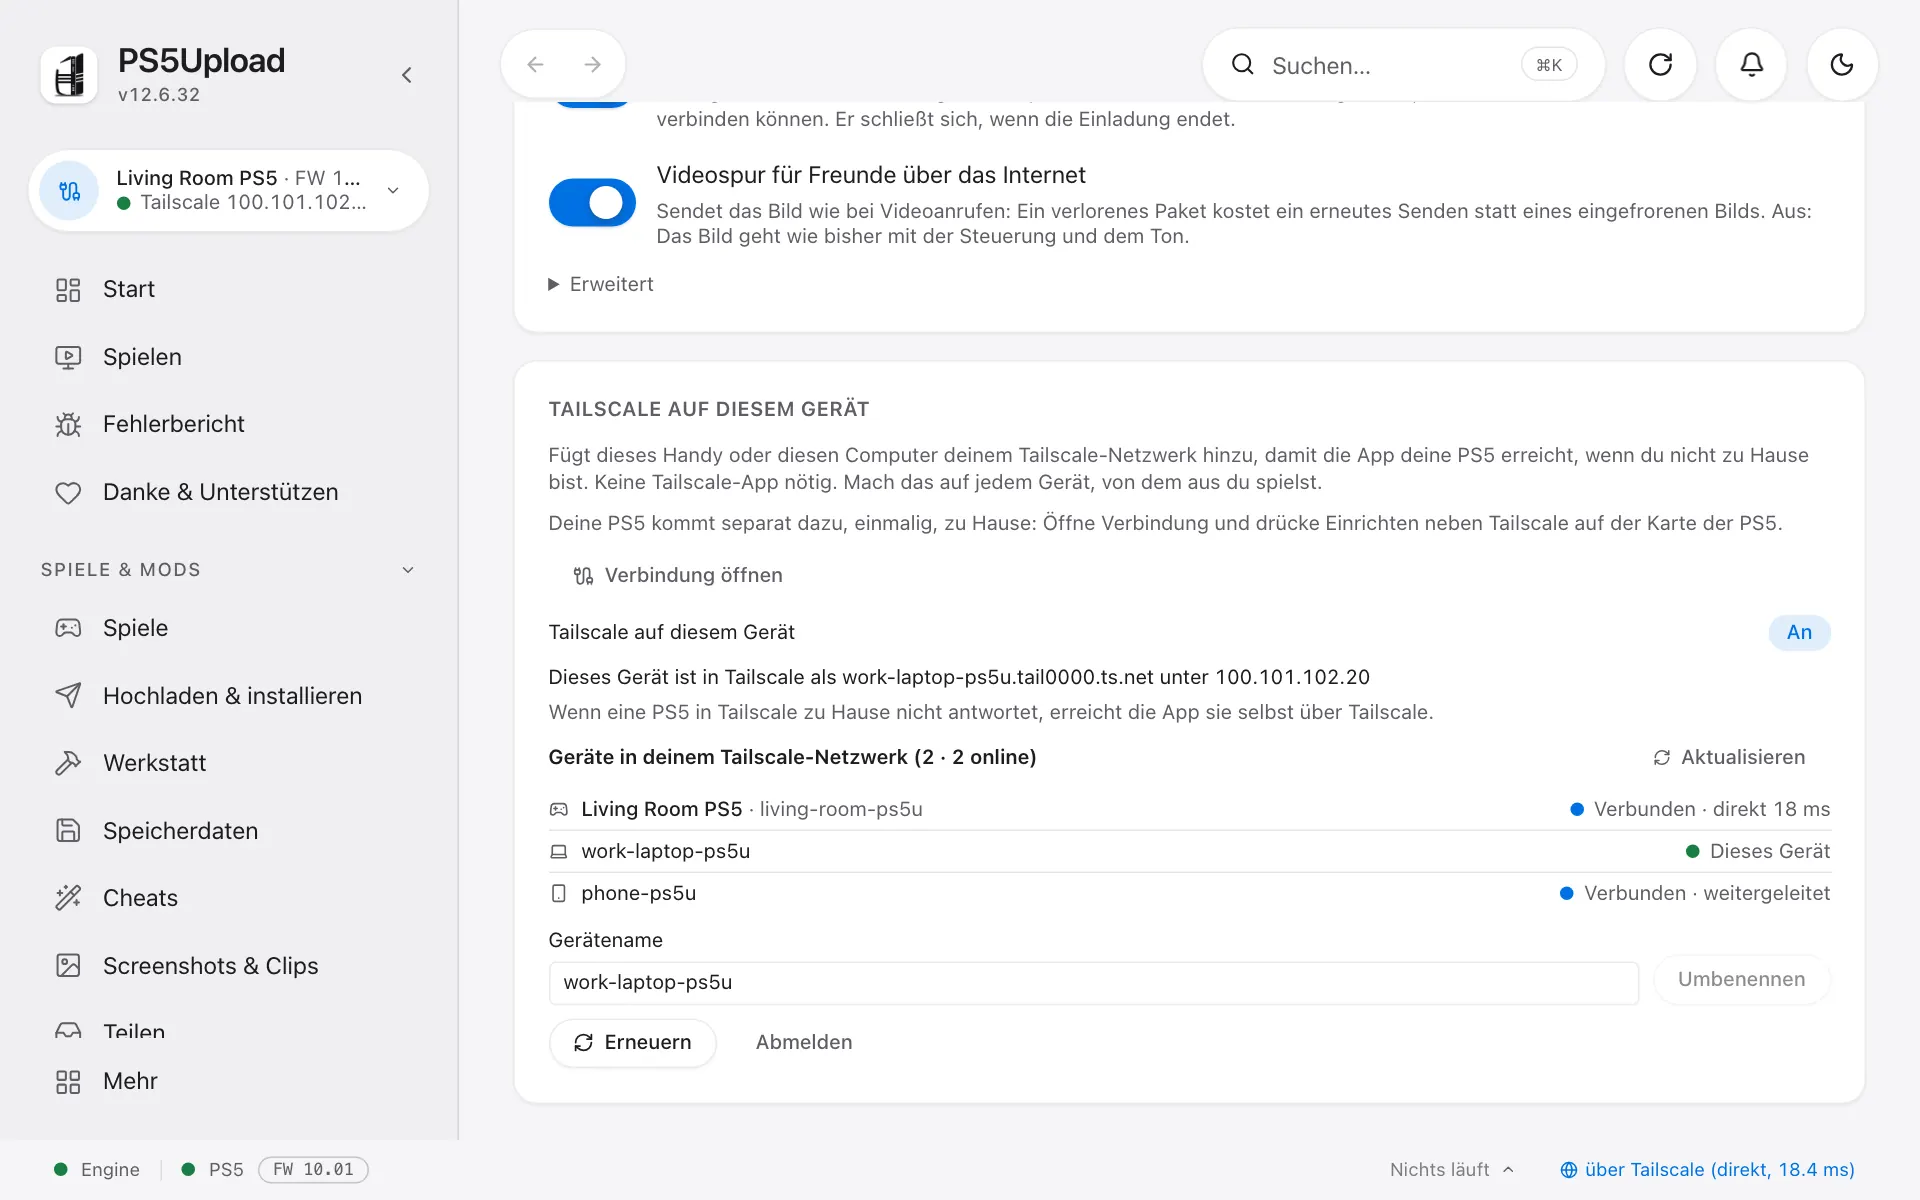 PS5Upload
v12.6.32
Suchen...
⌘K
Living Room PS5 · FW 1...
Tailscale 100.101.102...
Start
Spielen
Fehlerbericht
Danke & Unterstützen
SPIELE & MODS
Spiele
Hochladen & installieren
Werkstatt
Speicherdaten
Cheats
Screenshots & Clips
Teilen
Mehr
verbinden können. Er schließt sich, wenn die Einladung endet.
Videospur für Freunde über das Internet
Sendet das Bild wie bei Videoanrufen: Ein verlorenes Paket kostet ein erneutes Senden statt eines eingefrorenen Bilds. Aus:
Das Bild geht wie bisher mit der Steuerung und dem Ton.
Erweitert
TAILSCALE AUF DIESEM GERÄT
Fügt dieses Handy oder diesen Computer deinem Tailscale-Netzwerk hinzu, damit die App deine PS5 erreicht, wenn du nicht zu Hause
bist. Keine Tailscale-App nötig. Mach das auf jedem Gerät, von dem aus du spielst.
Deine PS5 kommt separat dazu, einmalig, zu Hause: Öffne Verbindung und drücke Einrichten neben Tailscale auf der Karte der PS5.
Verbindung öffnen
Tailscale auf diesem Gerät
An
Dieses Gerät ist in Tailscale als work-laptop-ps5u.tail0000.ts.net unter 100.101.102.20
Wenn eine PS5 in Tailscale zu Hause nicht antwortet, erreicht die App sie selbst über Tailscale.
Geräte in deinem Tailscale-Netzwerk (2 · 2 online)
Aktualisieren
Living Room PS5 · living-room-ps5u
Verbunden · direkt 18 ms
work-laptop-ps5u
Dieses Gerät
phone-ps5u
Verbunden · weitergeleitet
Gerätename
work-laptop-ps5u
Umbenennen
Erneuern
Abmelden
Engine
PS5
FW 10.01
Nichts läuft
über Tailscale (direkt, 18.4 ms)